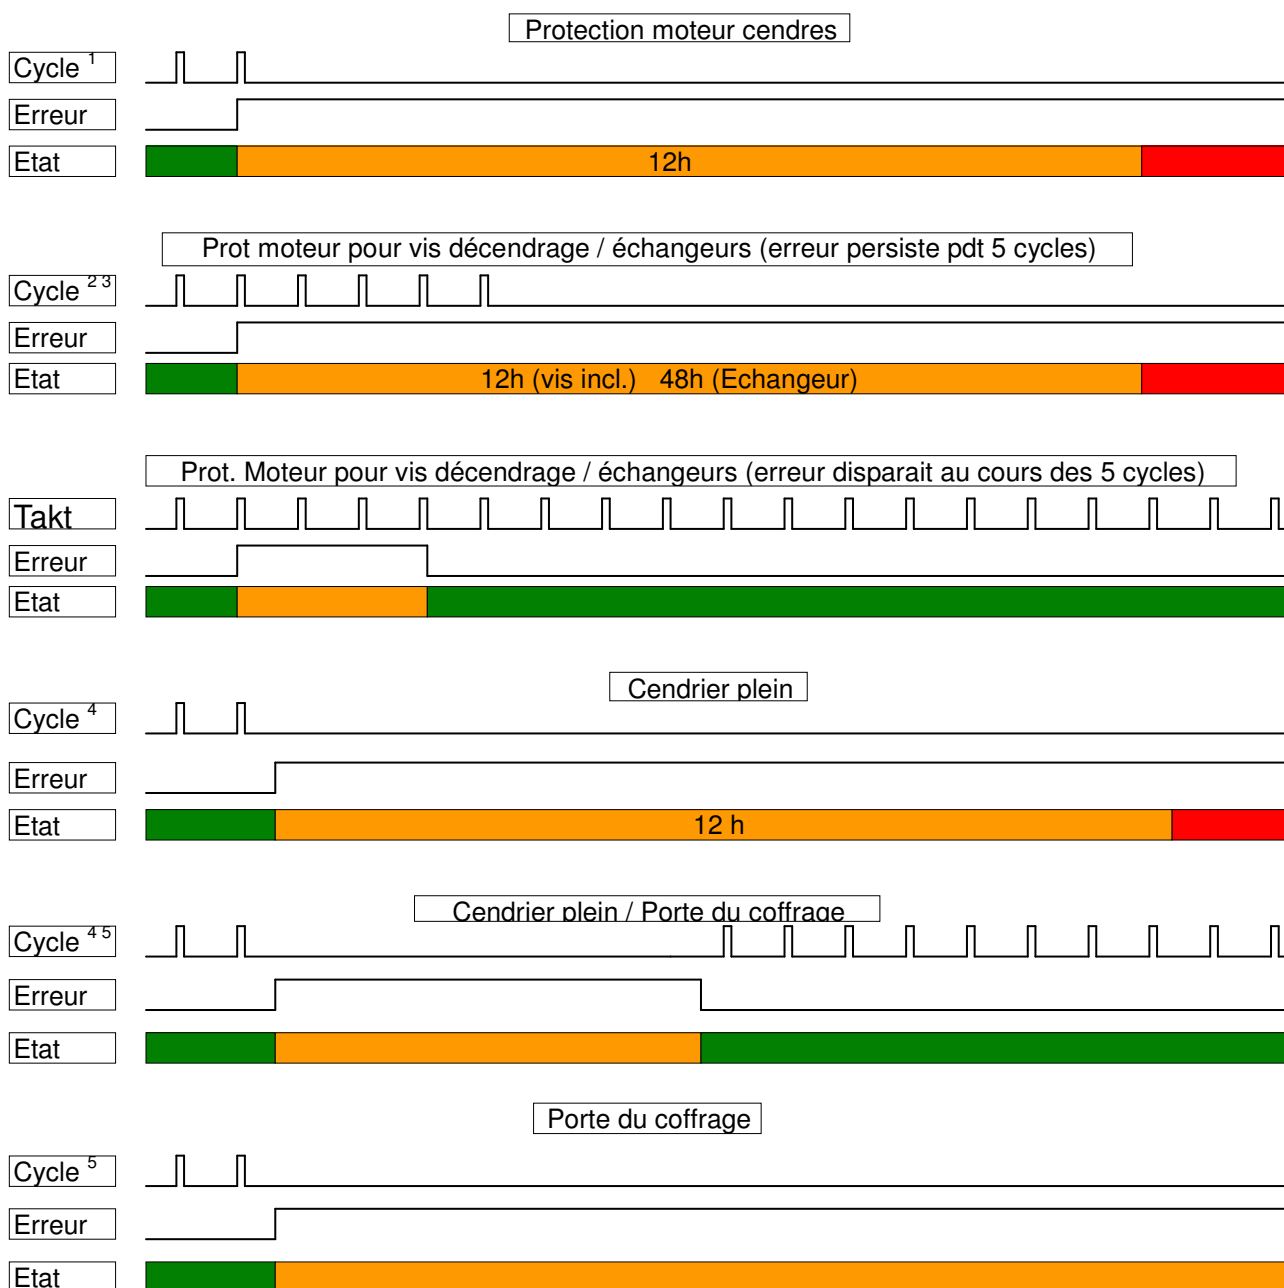 Protection moteur cendres
Cycle 1
Erreur
Etat
12h
Prot moteur pour vis décendrage / échangeurs (erreur persiste pdt 5 cycles)
Cycle 2 3
Erreur
Etat
12h (vis incl.) 48h (Echangeur)
Prot. Moteur pour vis décendrage / échangeurs (erreur disparait au cours des 5 cycles)
Takt
Erreur
Etat
Cendrier plein
Cycle 4
Erreur
Etat
12 h
Cendrier plein / Porte du coffrage
Cycle 4 5
Erreur
Etat
Porte du coffrage
Cycle 5
Erreur
Etat